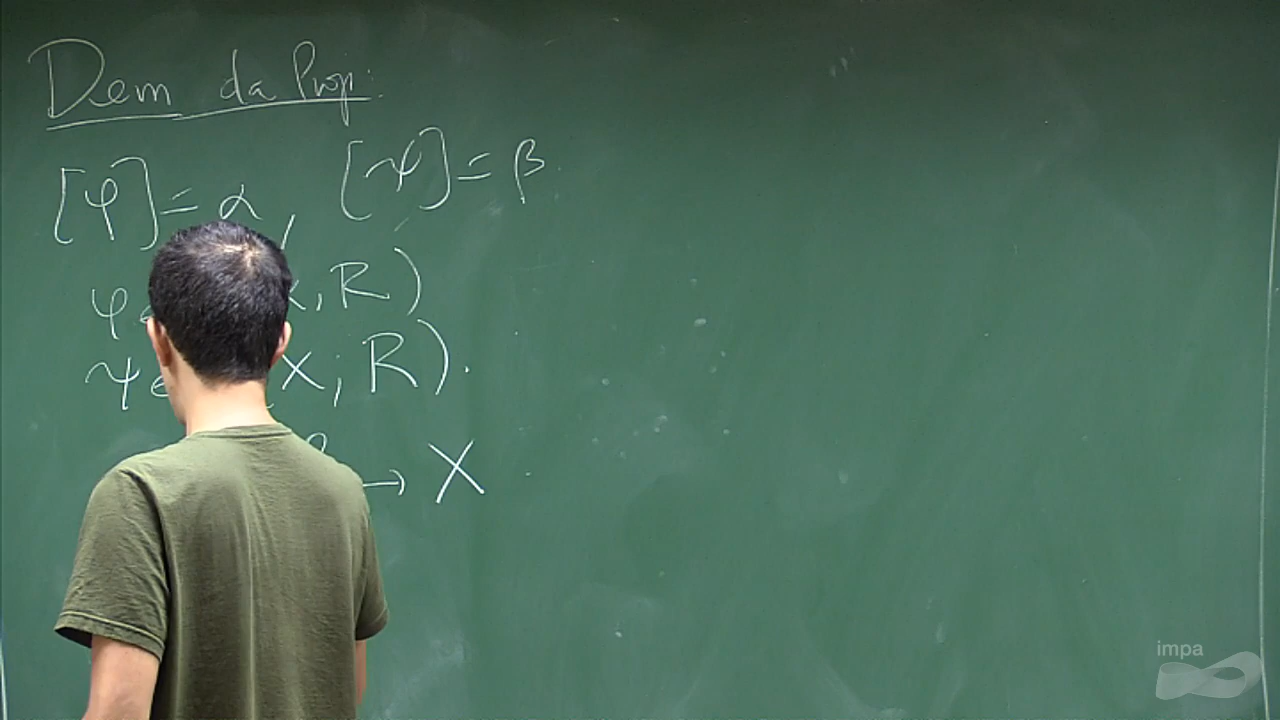 Dem da Prop:
[φ] = α, [ψ] = β.
φ ∈ X, R)
ψ ∈ (X; R).
→ X
impa